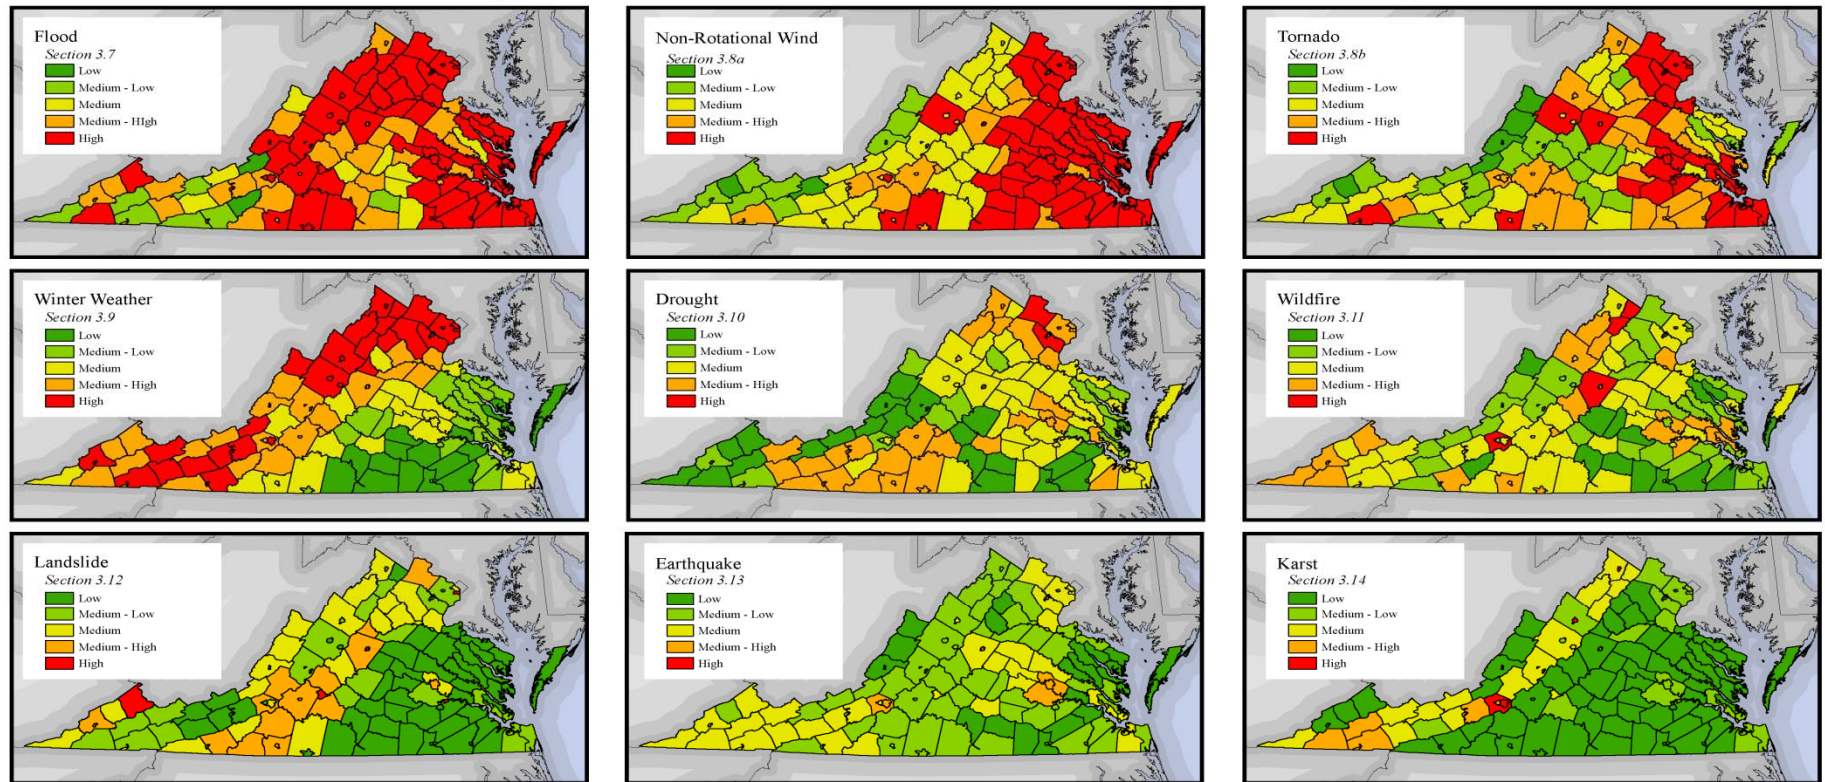 Flood
Section 3.7
Low
Medium - Low
Medium
Medium - HIgh
High
Non-Rotational Wind
Section 3.8a
Low
Medium - Low
Medium
Medium - High
High
Tornado
Section 3.8b
Low
Medium - Low
Medium
Medium - High
High
Winter Weather
Section 3.9
Low
Medium - Low
Medium
Medium - High
High
Drought
Section 3.10
Low
Medium - Low
Medium
Medium - High
High
Wildfire
Section 3.11
Low
Medium - Low
Medium
Medium - High
High
Landslide
Section 3.12
Low
Medium - Low
Medium
Medium - High
High
Earthquake
Section 3.13
Low
Medium - Low
Medium
Medium - High
High
Karst
Section 3.14
Low
Medium - Low
Medium
Medium - High
High